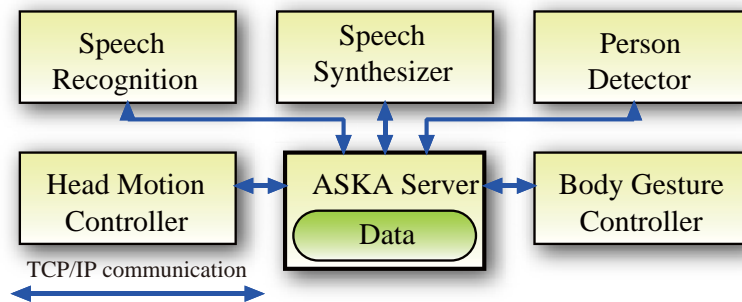 Speech
Recognition
Speech
Synthesizer
Person
Detector
Head Motion
Controller
ASKA Server
Data
Body Gesture
Controller
TCP/IP communication